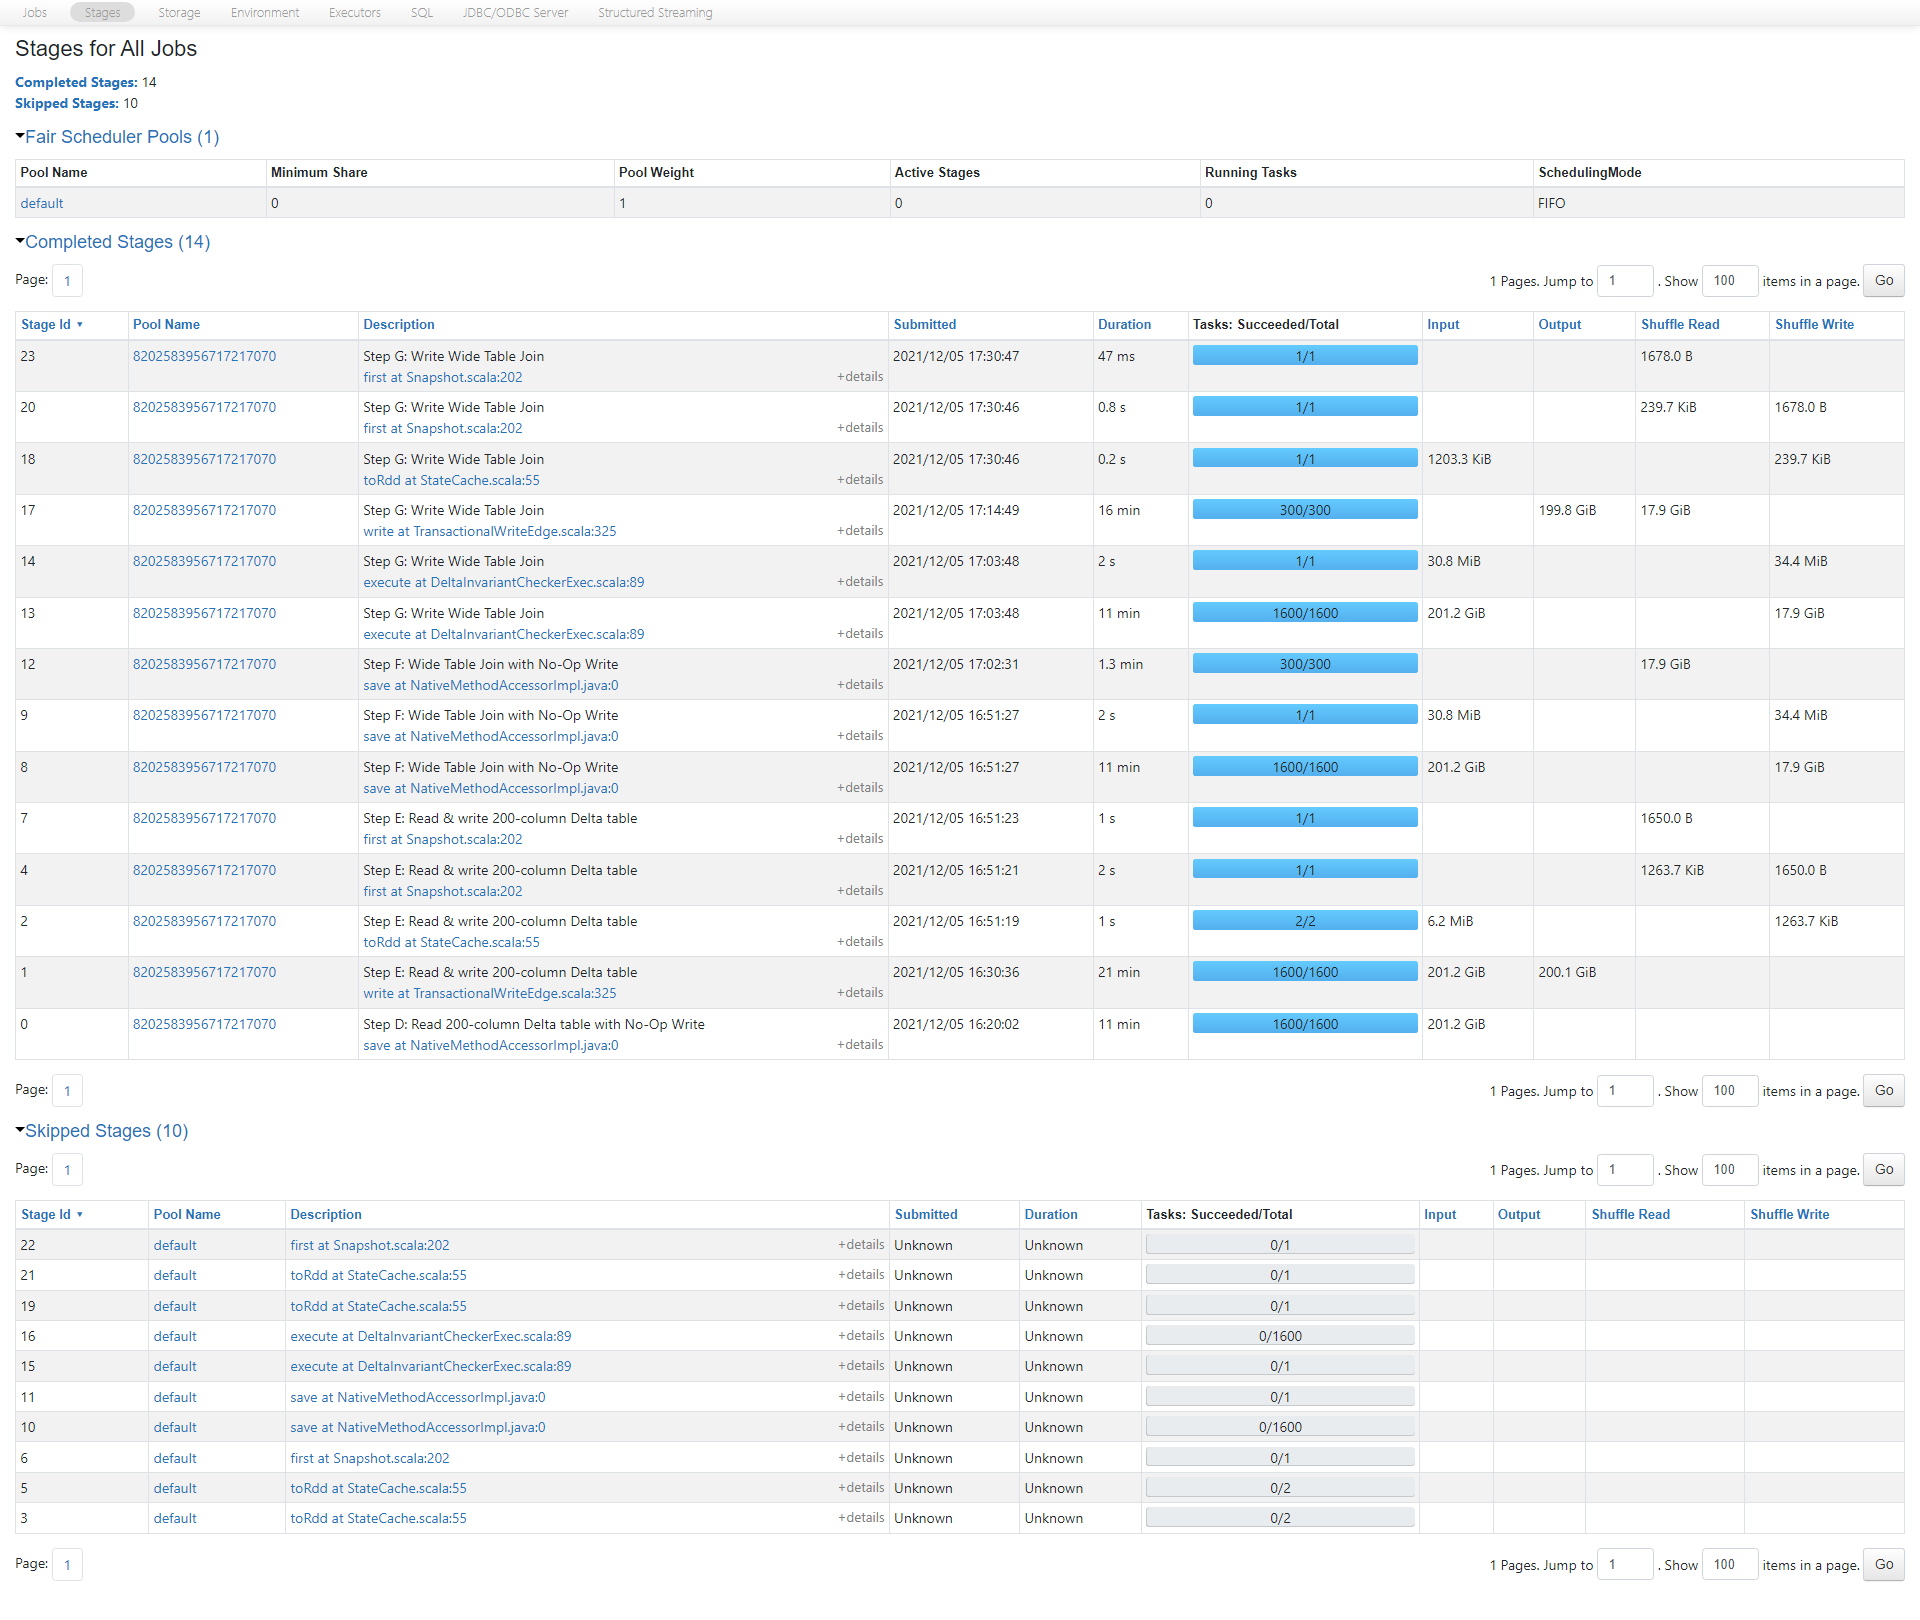 Jobs Stages Storage Environment Executors SQL JDBC/ODBC Server Structured Streaming
Stages for All Jobs
Completed Stages: 14
Skipped Stages: 10
Fair Scheduler Pools (1)
Pool Name Minimum Share Pool Weight Active Stages Running Tasks SchedulingMode
default 0 1 0 0 FIFO
Completed Stages (14)
Page: 1 1 Pages. Jump to 1 . Show 100 items in a page. Go
Stage Id ▾ Pool Name Description Submitted Duration Tasks: Succeeded/Total Input Output Shuffle Read Shuffle Write
23 8202583956717217070 Step G: Write Wide Table Join 2021/12/05 17:30:47 47 ms 1/1 1678.0 B
first at Snapshot.scala:202 +details
20 8202583956717217070 Step G: Write Wide Table Join 2021/12/05 17:30:46 0.8 s 1/1 239.7 KiB 1678.0 B
first at Snapshot.scala:202 +details
18 8202583956717217070 Step G: Write Wide Table Join 2021/12/05 17:30:46 0.2 s 1/1 1203.3 KiB 239.7 KiB
toRdd at StateCache.scala:55 +details
17 8202583956717217070 Step G: Write Wide Table Join 2021/12/05 17:14:49 16 min 300/300 199.8 GiB 17.9 GiB
write at TransactionalWriteEdge.scala:325 +details
14 8202583956717217070 Step G: Write Wide Table Join 2021/12/05 17:03:48 2 s 1/1 30.8 MiB 34.4 MiB
execute at DeltaInvariantCheckerExec.scala:89 +details
13 8202583956717217070 Step G: Write Wide Table Join 2021/12/05 17:03:48 11 min 1600/1600 201.2 GiB 17.9 GiB
execute at DeltaInvariantCheckerExec.scala:89 +details
12 8202583956717217070 Step F: Wide Table Join with No-Op Write 2021/12/05 17:02:31 1.3 min 300/300 17.9 GiB
save at NativeMethodAccessorImpl.java:0 +details
9 8202583956717217070 Step F: Wide Table Join with No-Op Write 2021/12/05 16:51:27 2 s 1/1 30.8 MiB 34.4 MiB
save at NativeMethodAccessorImpl.java:0 +details
8 8202583956717217070 Step F: Wide Table Join with No-Op Write 2021/12/05 16:51:27 11 min 1600/1600 201.2 GiB 17.9 GiB
save at NativeMethodAccessorImpl.java:0 +details
7 8202583956717217070 Step E: Read & write 200-column Delta table 2021/12/05 16:51:23 1 s 1/1 1650.0 B
first at Snapshot.scala:202 +details
4 8202583956717217070 Step E: Read & write 200-column Delta table 2021/12/05 16:51:21 2 s 1/1 1263.7 KiB 1650.0 B
first at Snapshot.scala:202 +details
2 8202583956717217070 Step E: Read & write 200-column Delta table 2021/12/05 16:51:19 1 s 2/2 6.2 MiB 1263.7 KiB
toRdd at StateCache.scala:55 +details
1 8202583956717217070 Step E: Read & write 200-column Delta table 2021/12/05 16:30:36 21 min 1600/1600 201.2 GiB 200.1 GiB
write at TransactionalWriteEdge.scala:325 +details
0 8202583956717217070 Step D: Read 200-column Delta table with No-Op Write 2021/12/05 16:20:02 11 min 1600/1600 201.2 GiB
save at NativeMethodAccessorImpl.java:0 +details
Page: 1 1 Pages. Jump to 1 . Show 100 items in a page. Go
Skipped Stages (10)
Page: 1 1 Pages. Jump to 1 . Show 100 items in a page. Go
Stage Id ▾ Pool Name Description Submitted Duration Tasks: Succeeded/Total Input Output Shuffle Read Shuffle Write
22 default first at Snapshot.scala:202 +details Unknown Unknown 0/1
21 default toRdd at StateCache.scala:55 +details Unknown Unknown 0/1
19 default toRdd at StateCache.scala:55 +details Unknown Unknown 0/1
16 default execute at DeltaInvariantCheckerExec.scala:89 +details Unknown Unknown 0/1600
15 default execute at DeltaInvariantCheckerExec.scala:89 +details Unknown Unknown 0/1
11 default save at NativeMethodAccessorImpl.java:0 +details Unknown Unknown 0/1
10 default save at NativeMethodAccessorImpl.java:0 +details Unknown Unknown 0/1600
6 default first at Snapshot.scala:202 +details Unknown Unknown 0/1
5 default toRdd at StateCache.scala:55 +details Unknown Unknown 0/2
3 default toRdd at StateCache.scala:55 +details Unknown Unknown 0/2
Page: 1 1 Pages. Jump to 1 . Show 100 items in a page. Go